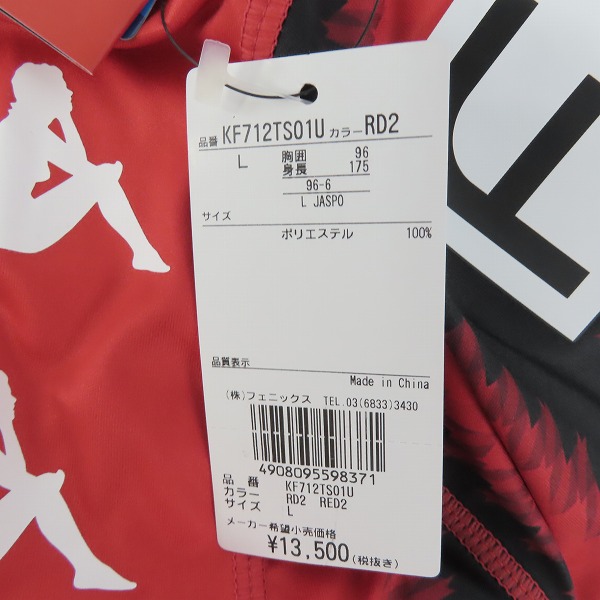 品番 KF712TS01U カラー RD2
L 胸囲 96
身長 175
96-6
L JASPO
サイズ
ポリエステル 100%
品質表示
Made in China
(株)フェニックス TEL.03(6833)3430
4908095598371
品 番 KF712TS01U
カラー RD2 RED2
サイズ L
メーカー希望小売価格
¥13,500(税抜き)